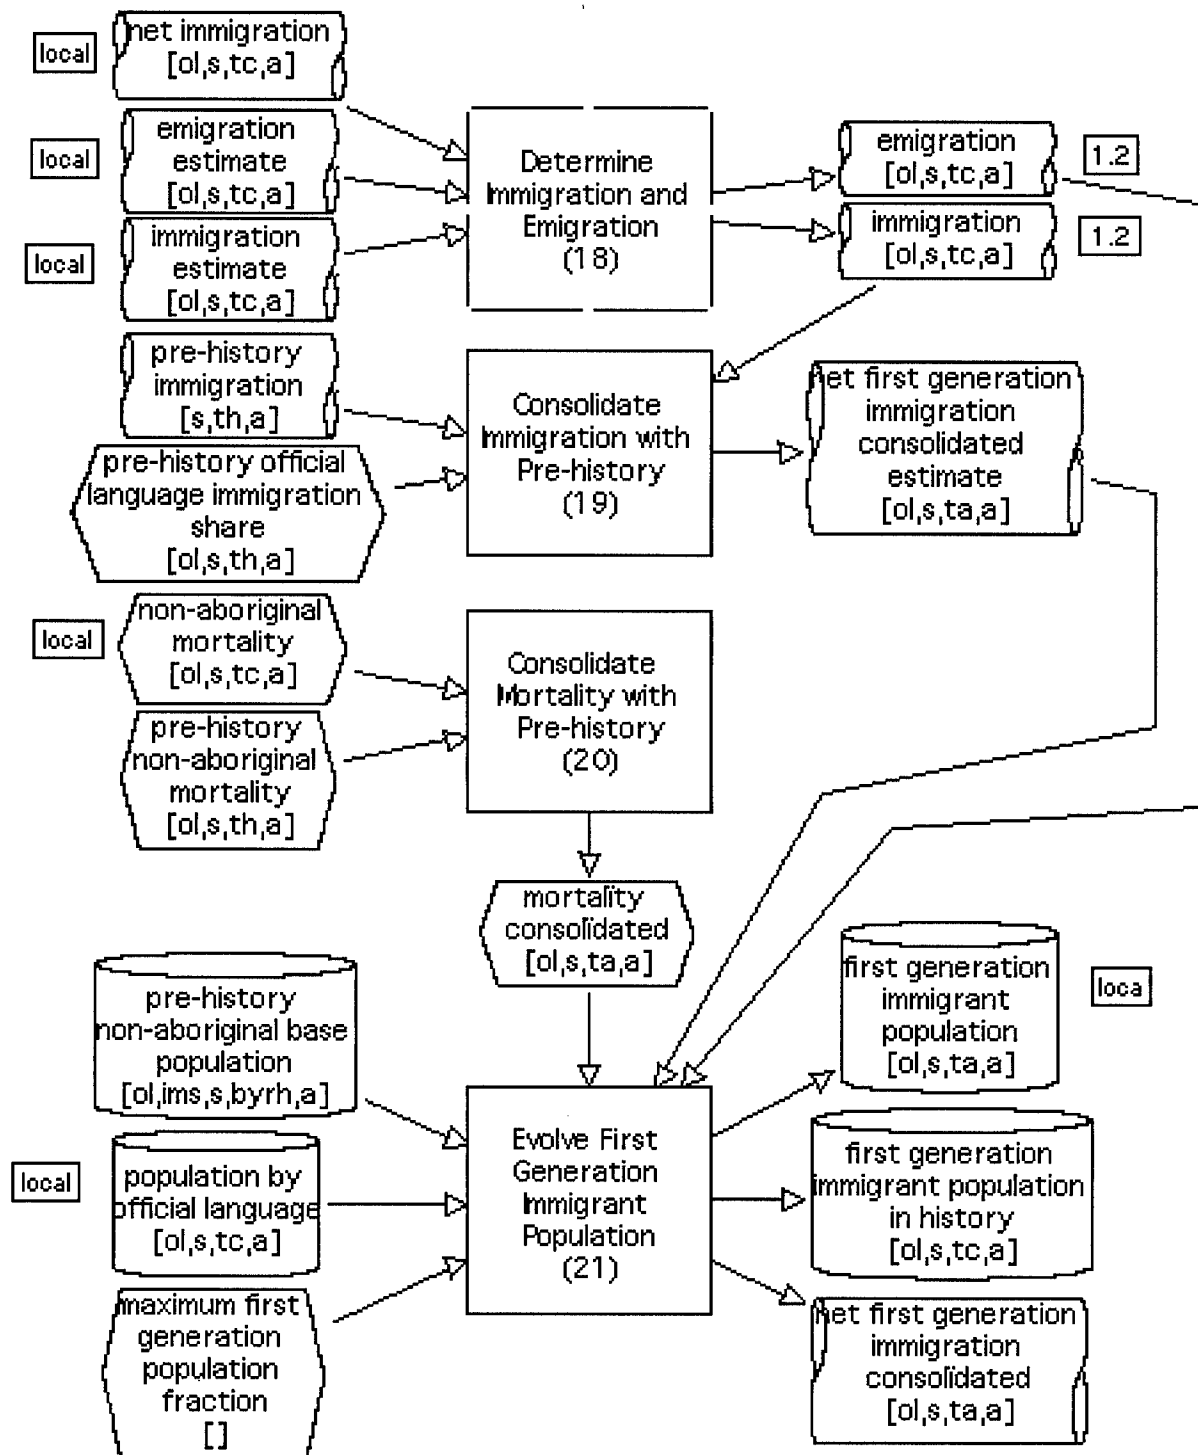 local
net immigration
[ol,s,tc,a]
local
emigration
estimate
[ol,s,tc,a]
local
immigration
estimate
[ol,s,tc,a]
Determine
Immigration and
Emigration
(18)
emigration
[ol,s,tc,a]
1.2
immigration
[ol,s,tc,a]
1.2
pre-history
immigration
[s,th,a]
pre-history official
language immigration
share
[ol,s,th,a]
Consolidate
Immigration with
Pre-history
(19)
net first generation
immigration
consolidated
estimate
[ol,s,ta,a]
local
non-aboriginal
mortality
[ol,s,tc,a]
pre-history
non-aboriginal
mortality
[ol,s,th,a]
Consolidate
Mortality with
Pre-history
(20)
mortality
consolidated
[ol,s,ta,a]
pre-history
non-aboriginal base
population
[ol,ims,s,byrh,a]
local
population by
official language
[ol,s,tc,a]
maximum first
generation
population
fraction
[]
Evolve First
Generation
Immigrant
Population
(21)
first generation
immigrant
population
[ol,s,ta,a]
loca
first generation
immigrant population
in history
[ol,s,tc,a]
net first generation
immigration
consolidated
[ol,s,ta,a]